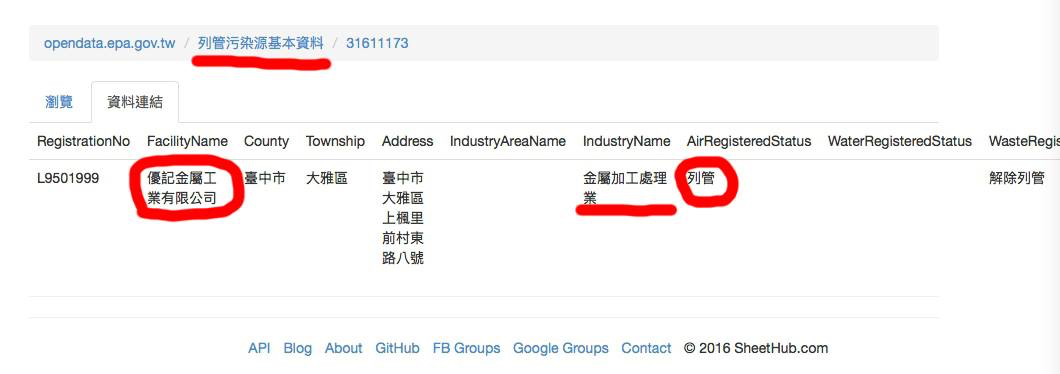 opendata.epa.gov.tw / 列管污染源基本資料 / 31611173
瀏覽 資料連結
RegistrationNo FacilityName County Township Address IndustryAreaName IndustryName AirRegisteredStatus WaterRegisteredStatus WasteRegis
L9501999 優記金屬工 臺中市 大雅區 臺中市 金屬加工處理 列管 解除列管
業有限公司 大雅區 業
上楓里
前村東
路八號
API Blog About GitHub FB Groups Google Groups Contact © 2016 SheetHub.com